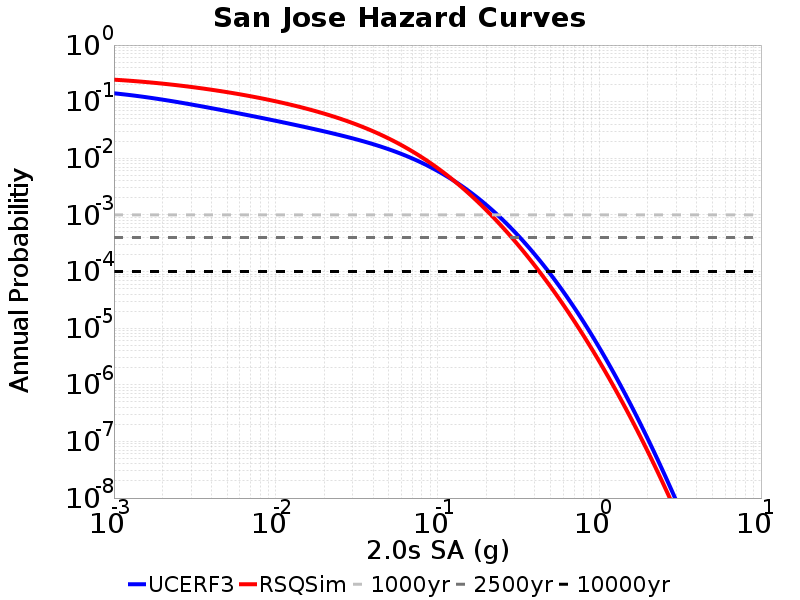 San Jose Hazard Curves
Annual Probabilitiy
10^0
10^-1
10^-2
10^-3
10^-4
10^-5
10^-6
10^-7
10^-8
10^-3 10^-2 10^-1 10^0 10^1
2.0s SA (g)
UCERF3 RSQSim 1000yr 2500yr 10000yr